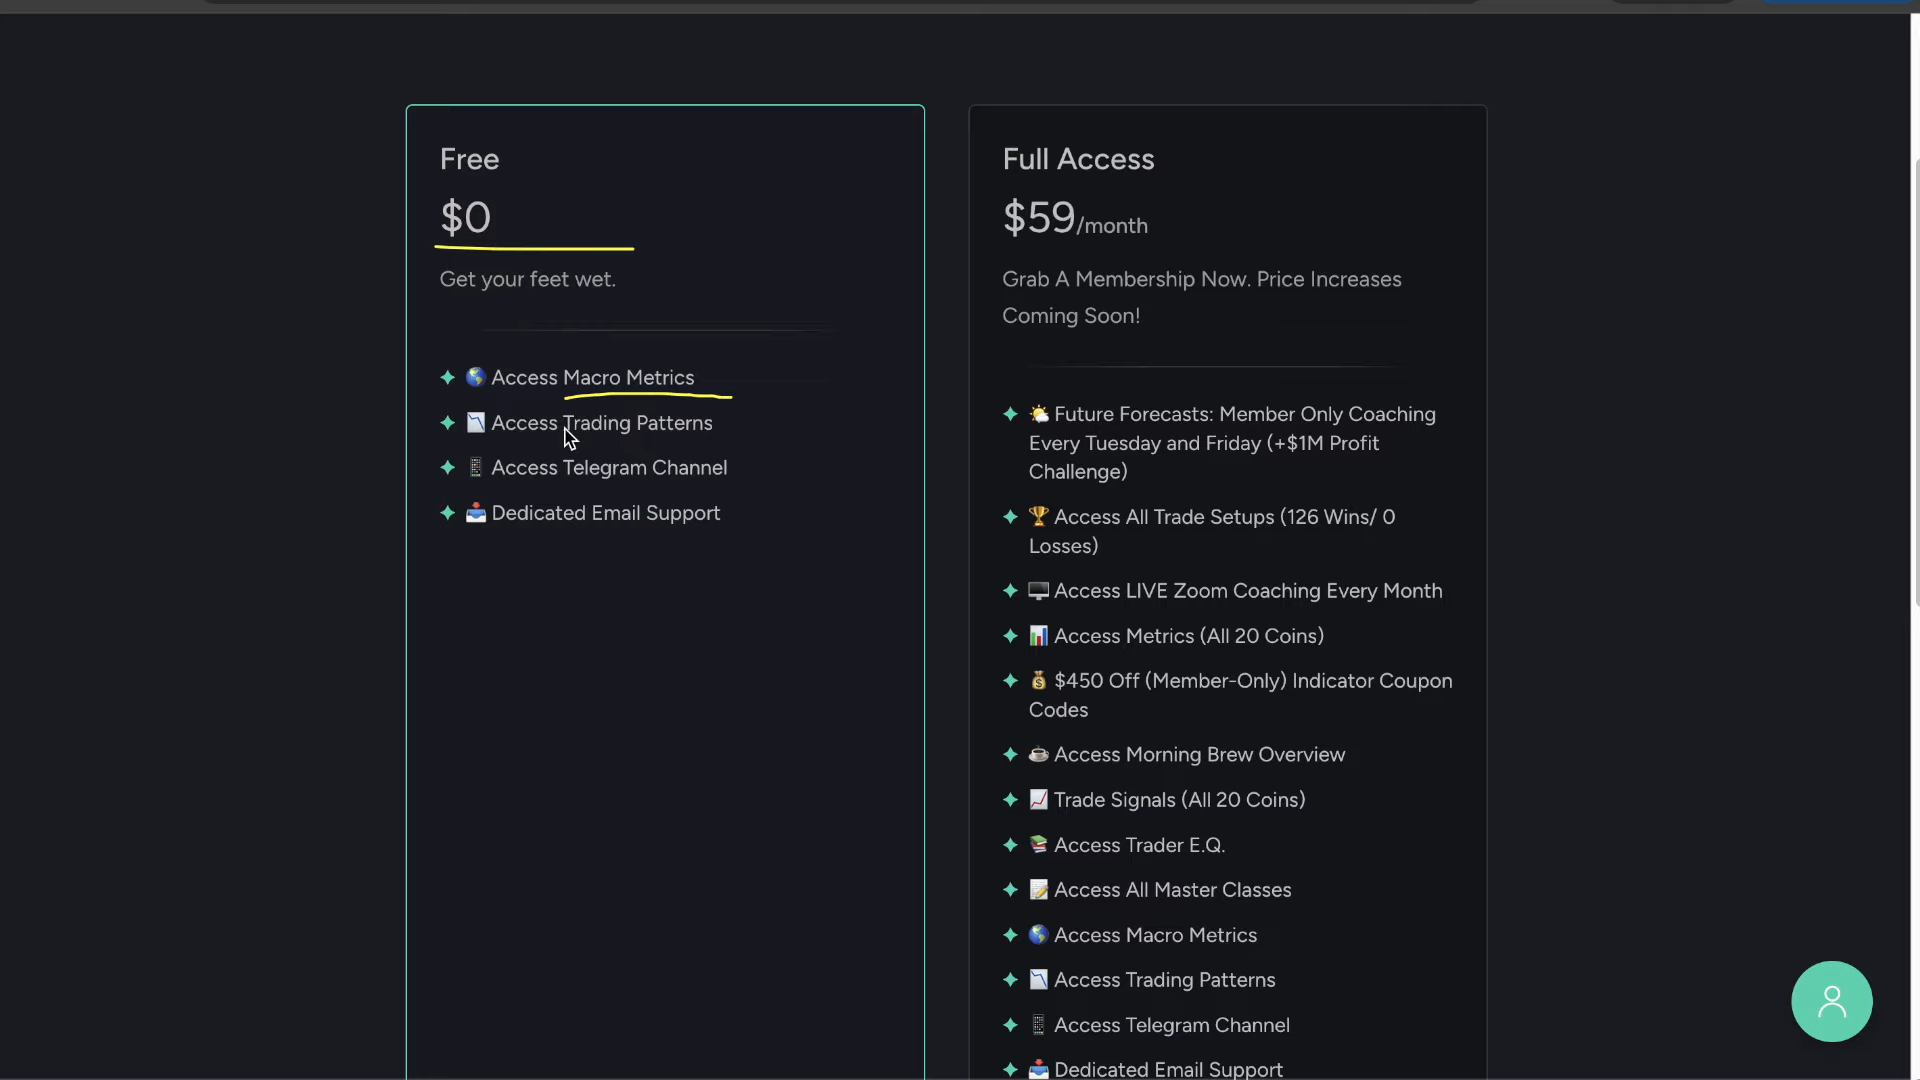 Free
$0
Get your feet wet.
🌎 Access Macro Metrics
📉 Access Trading Patterns
📱 Access Telegram Channel
📥 Dedicated Email Support
Full Access
$59/month
Grab A Membership Now. Price Increases
Coming Soon!
🌤️ Future Forecasts: Member Only Coaching
Every Tuesday and Friday (+$1M Profit
Challenge)
🏆 Access All Trade Setups (126 Wins/ 0
Losses)
🖥️ Access LIVE Zoom Coaching Every Month
📊 Access Metrics (All 20 Coins)
💰 $450 Off (Member-Only) Indicator Coupon
Codes
☕ Access Morning Brew Overview
📈 Trade Signals (All 20 Coins)
📚 Access Trader E.Q.
📝 Access All Master Classes
🌎 Access Macro Metrics
📉 Access Trading Patterns
📱 Access Telegram Channel
📥 Dedicated Email Support